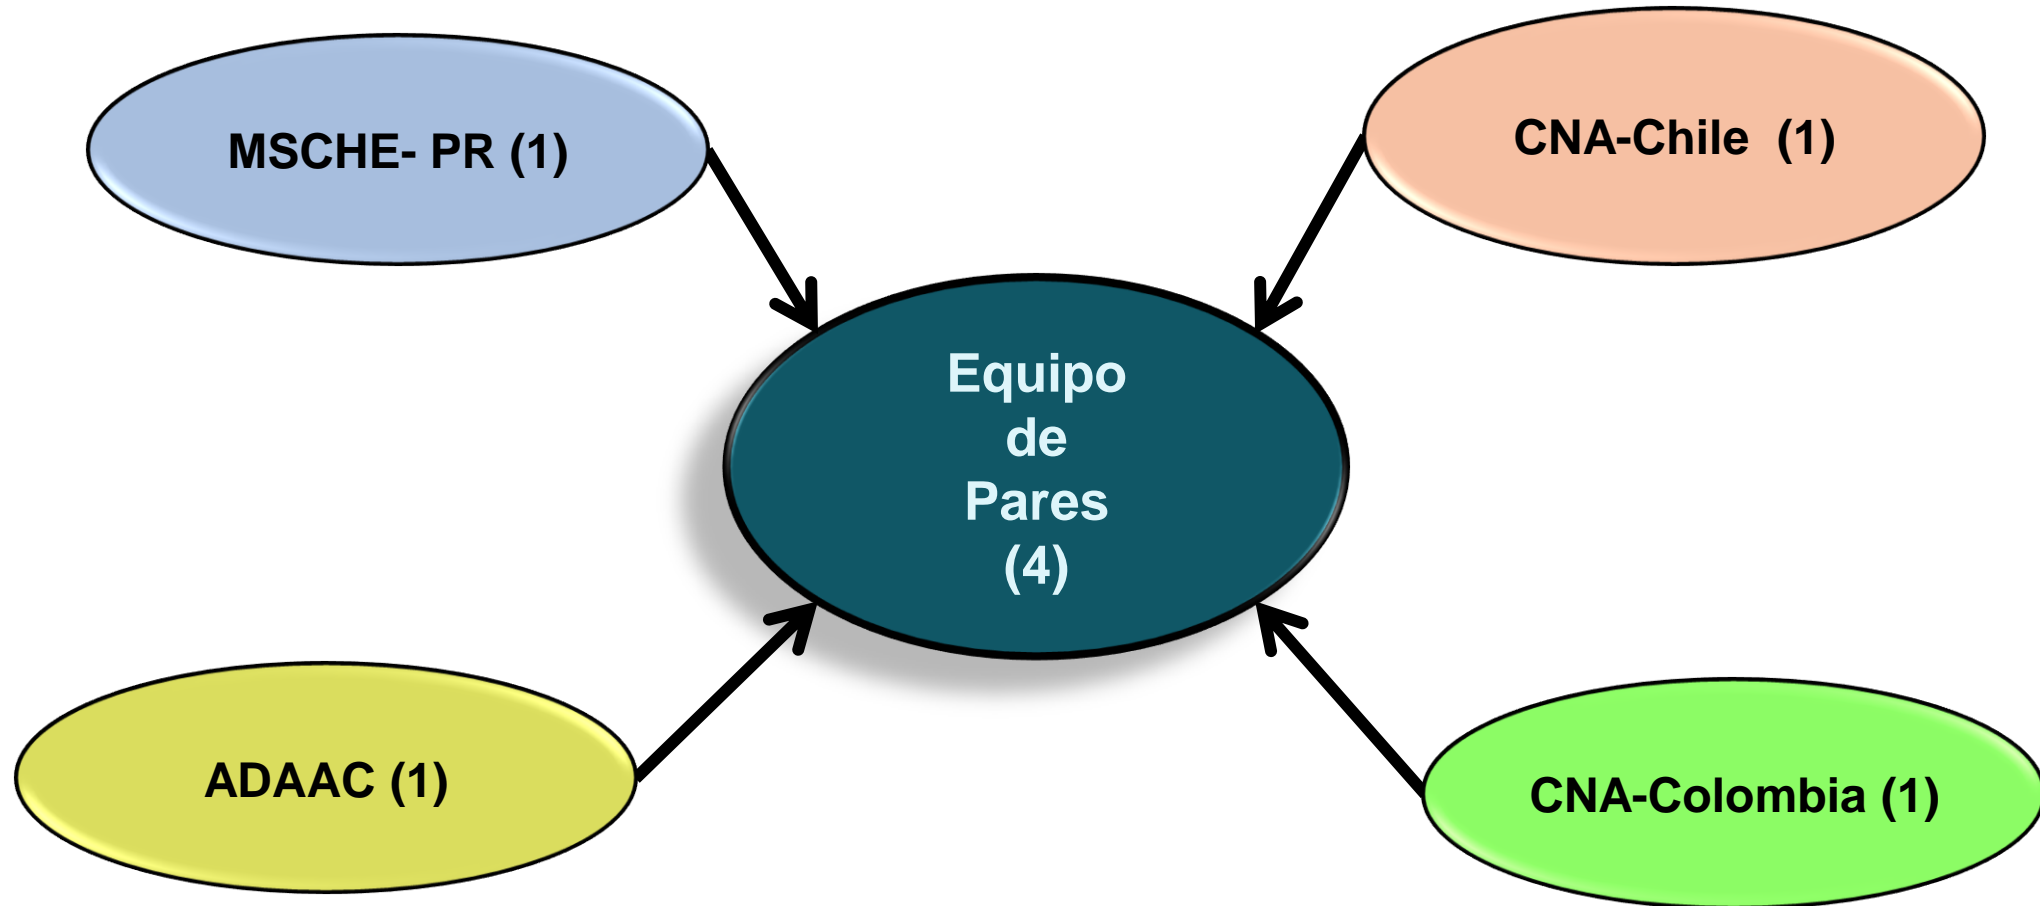 MSCHE- PR (1)
CNA-Chile  (1)
Equipo
de
Pares
(4)
ADAAC (1)
CNA-Colombia (1)